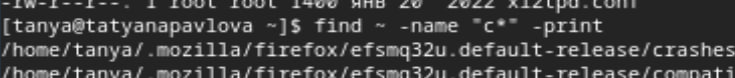 -rw-r--r--. 1 root root 1400 янв 20 2022 xl2tpd.conf
[tanya@tatyanapavlova ~]$ find ~ -name "c*" -print
/home/tanya/.mozilla/firefox/efsmq32u.default-release/crashes
/home/tanya/.mozilla/firefox/efsmq32u.default-release/compati